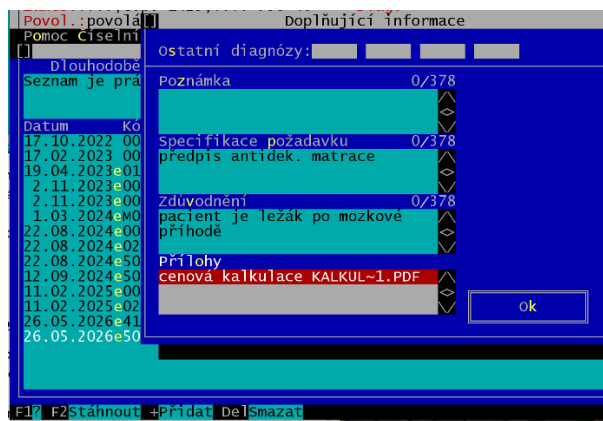 Povol.:povolá[] Doplňující informace
Pomoc Číselní
[]
Ostatní diagnózy:
Dlouhodobě
Seznam je prá
Poznámka 0/378
Datum Kó
17.10.2022 00
17.02.2023 00
19.04.2023e01
2.11.2023e00
2.11.2023e00
1.03.2024eM0
22.08.2024e00
22.08.2024e02
22.08.2024e50
12.09.2024e50
11.02.2025e00
11.02.2025e02
26.05.2026e41
26.05.2026e50
Specifikace požadavku 0/378
předpis antidek. matrace
Zdůvodnění 0/378
pacient je ležák po mozkové
příhodě
Přílohy
cenová kalkulace KALKUL~1.PDF
Ok
F1? F2Stáhnout +Přidat DelSmazat